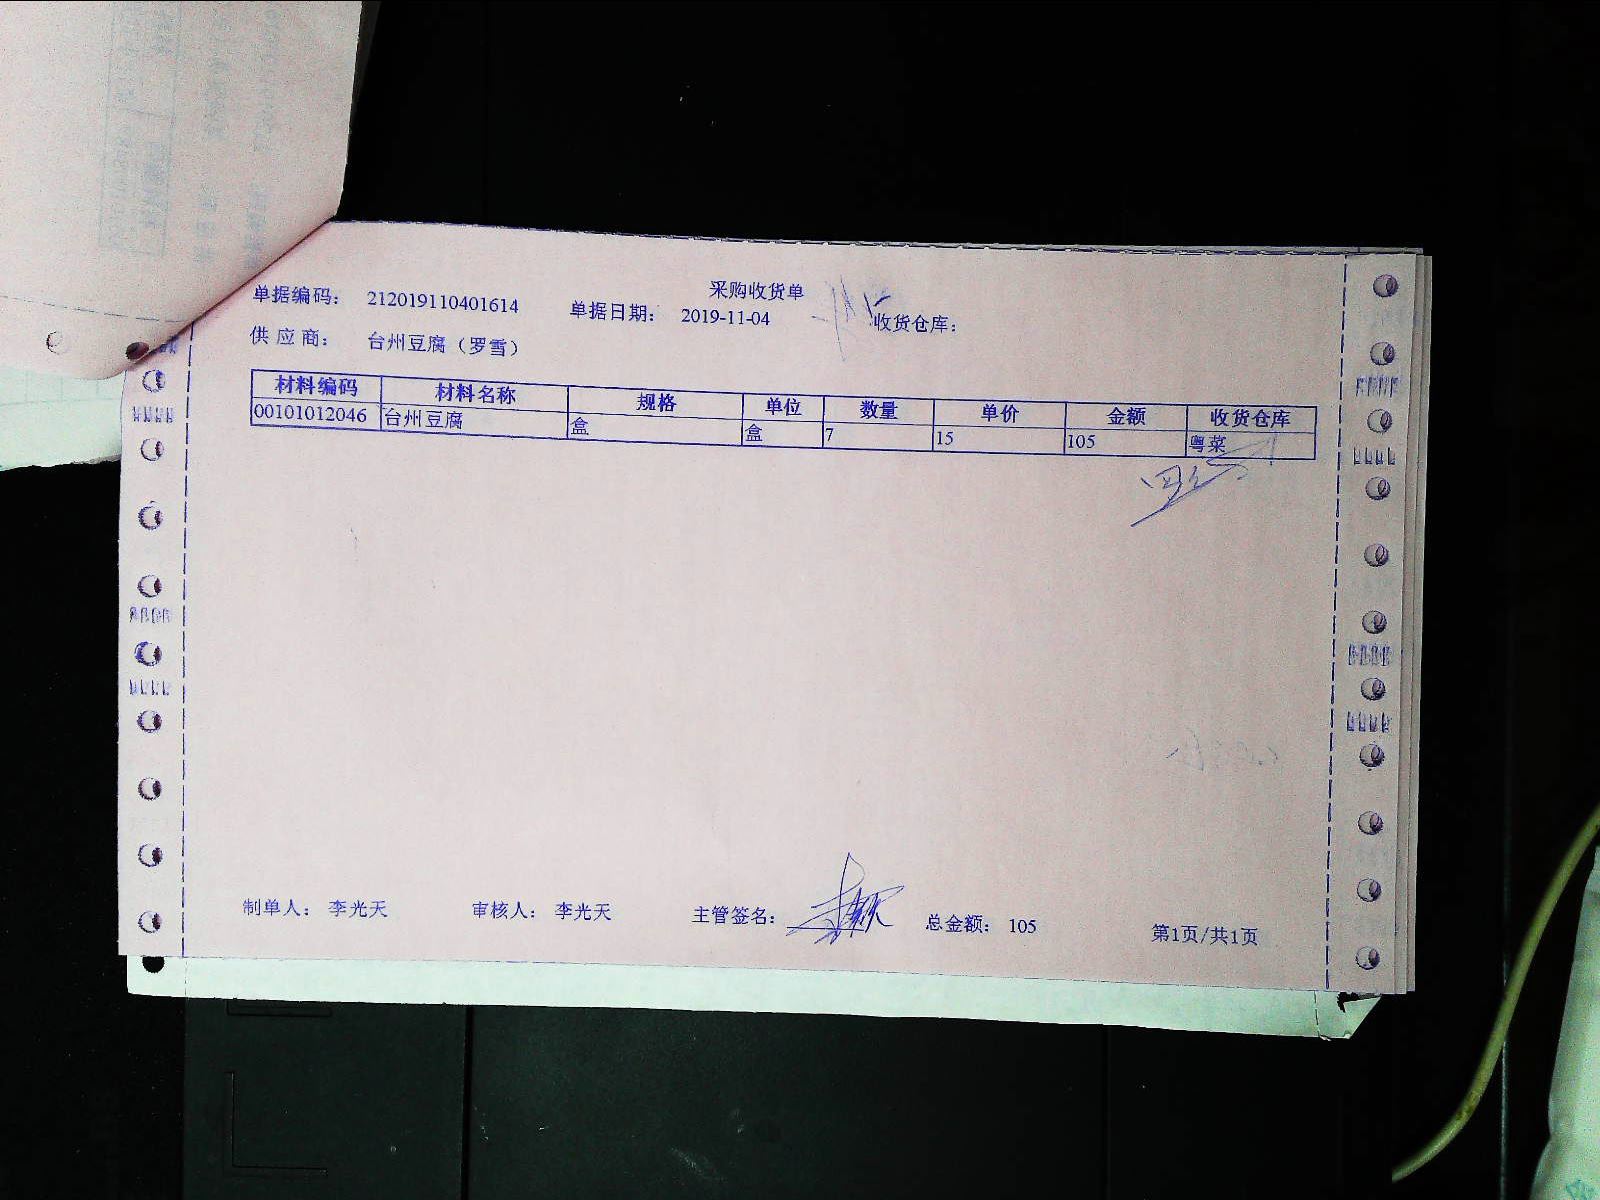 采购收货单
单据编码： 212019110401614 单据日期： 2019-11-04 收货仓库：
供应商： 台州豆腐（罗雪）
材料编码 材料名称 规格 单位 数量 单价 金额 收货仓库
00101012046 台州豆腐 盒 盒 7 15 105 粤菜
制单人： 李光天 审核人： 李光天 主管签名： 总金额： 105 第1页/共1页